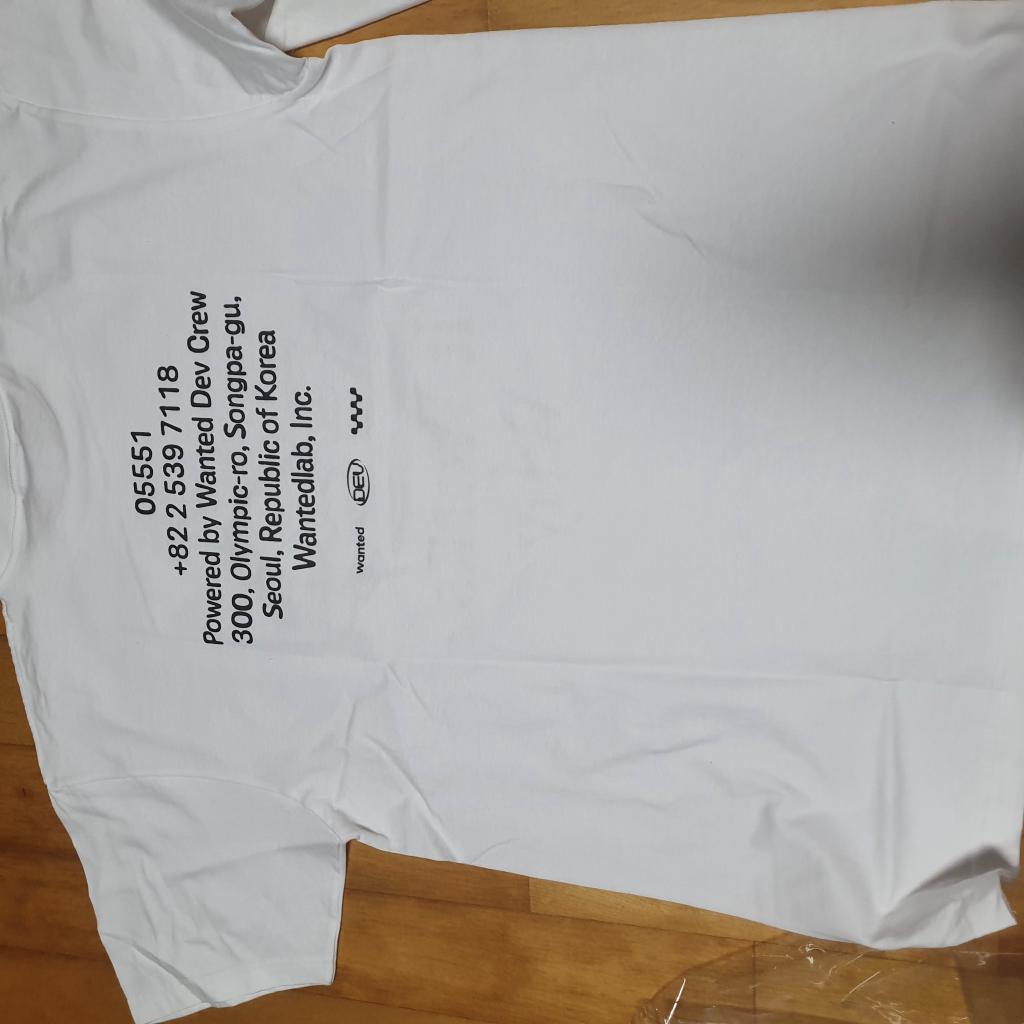 05551
+82 2 539 7118
Powered by Wanted Dev Crew
300, Olympic-ro, Songpa-gu,
Seoul, Republic of Korea
Wantedlab, Inc.
wanted DEV